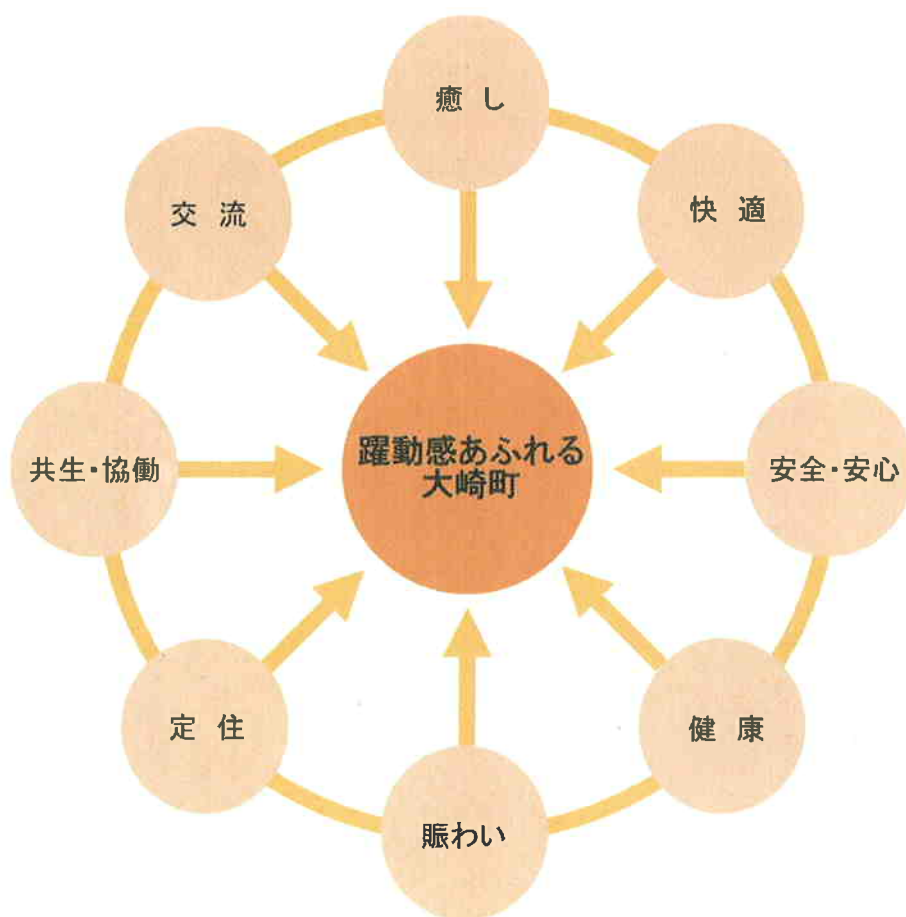 癒し
交流
快適
共生・協働
躍動感あふれる
大崎町
安全・安心
定住
健康
賑わい